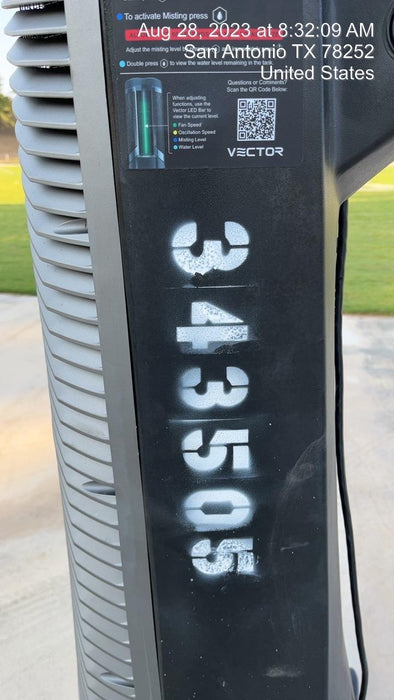 To activate Misting press
Aug 28, 2023 at 8:32:09 AM
San Antonio TX 78252
United States
Adjust the misting level
Double press to view the water level remaining in the tank.
When adjusting
functions, use the
Vector LED Bar to
view the current level.
Fan Speed
Oscillation Speed
Misting Level
Water Level
Questions or Comments?
Scan the QR Code Below:
VECTOR
343505